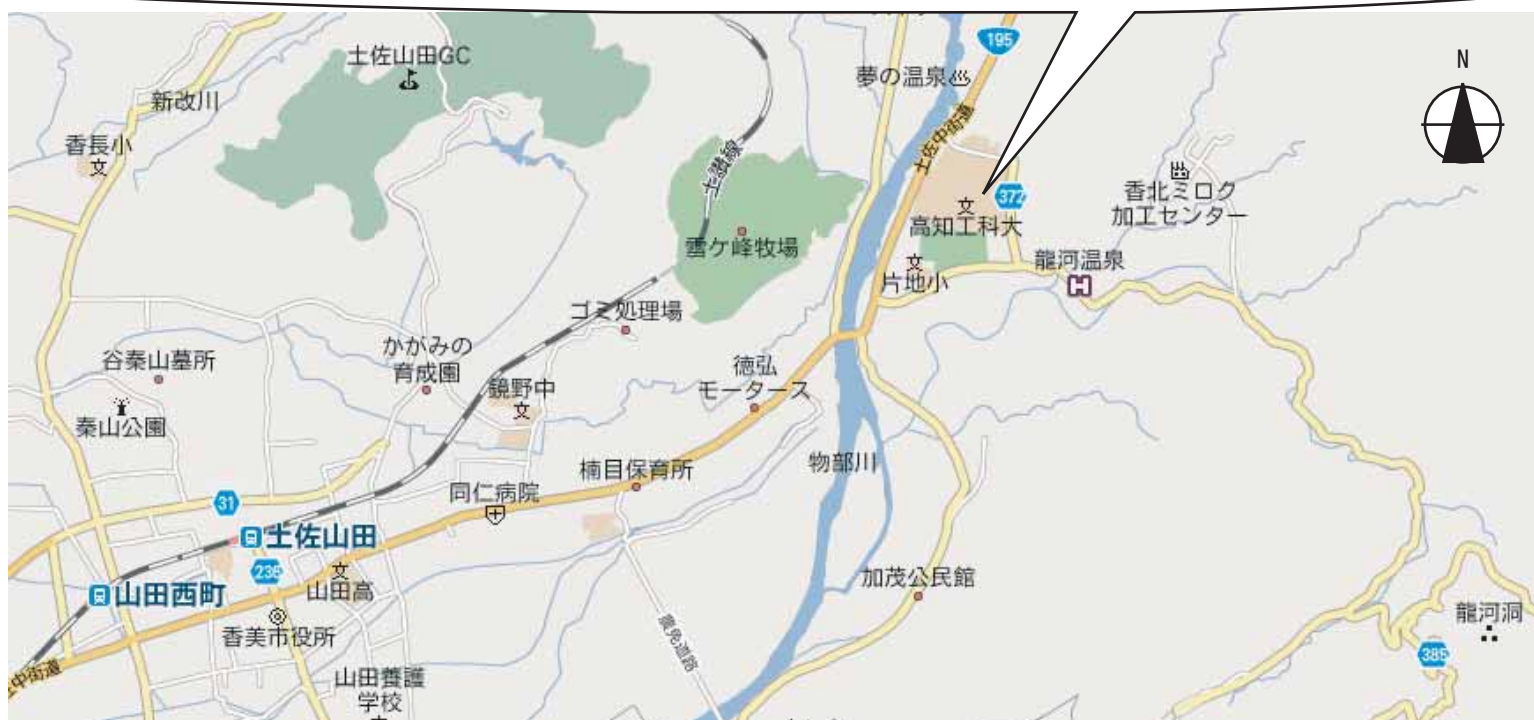 195
N
土佐山田GC
夢の温泉
新改川
土佐中街道
香長小
土讃線
372
香北ミロク
加工センター
高知工科大
雪ケ峰牧場
龍河温泉
片地小
H
ゴミ処理場
かがみの
育成園
谷秦山墓所
徳弘
モータース
鏡野中
秦山公園
物部川
楠目保育所
同仁病院
31
土佐山田
236
山田高
加茂公民館
山田西町
龍河洞
香美市役所
農免道路
385
中街道
山田養護
学校